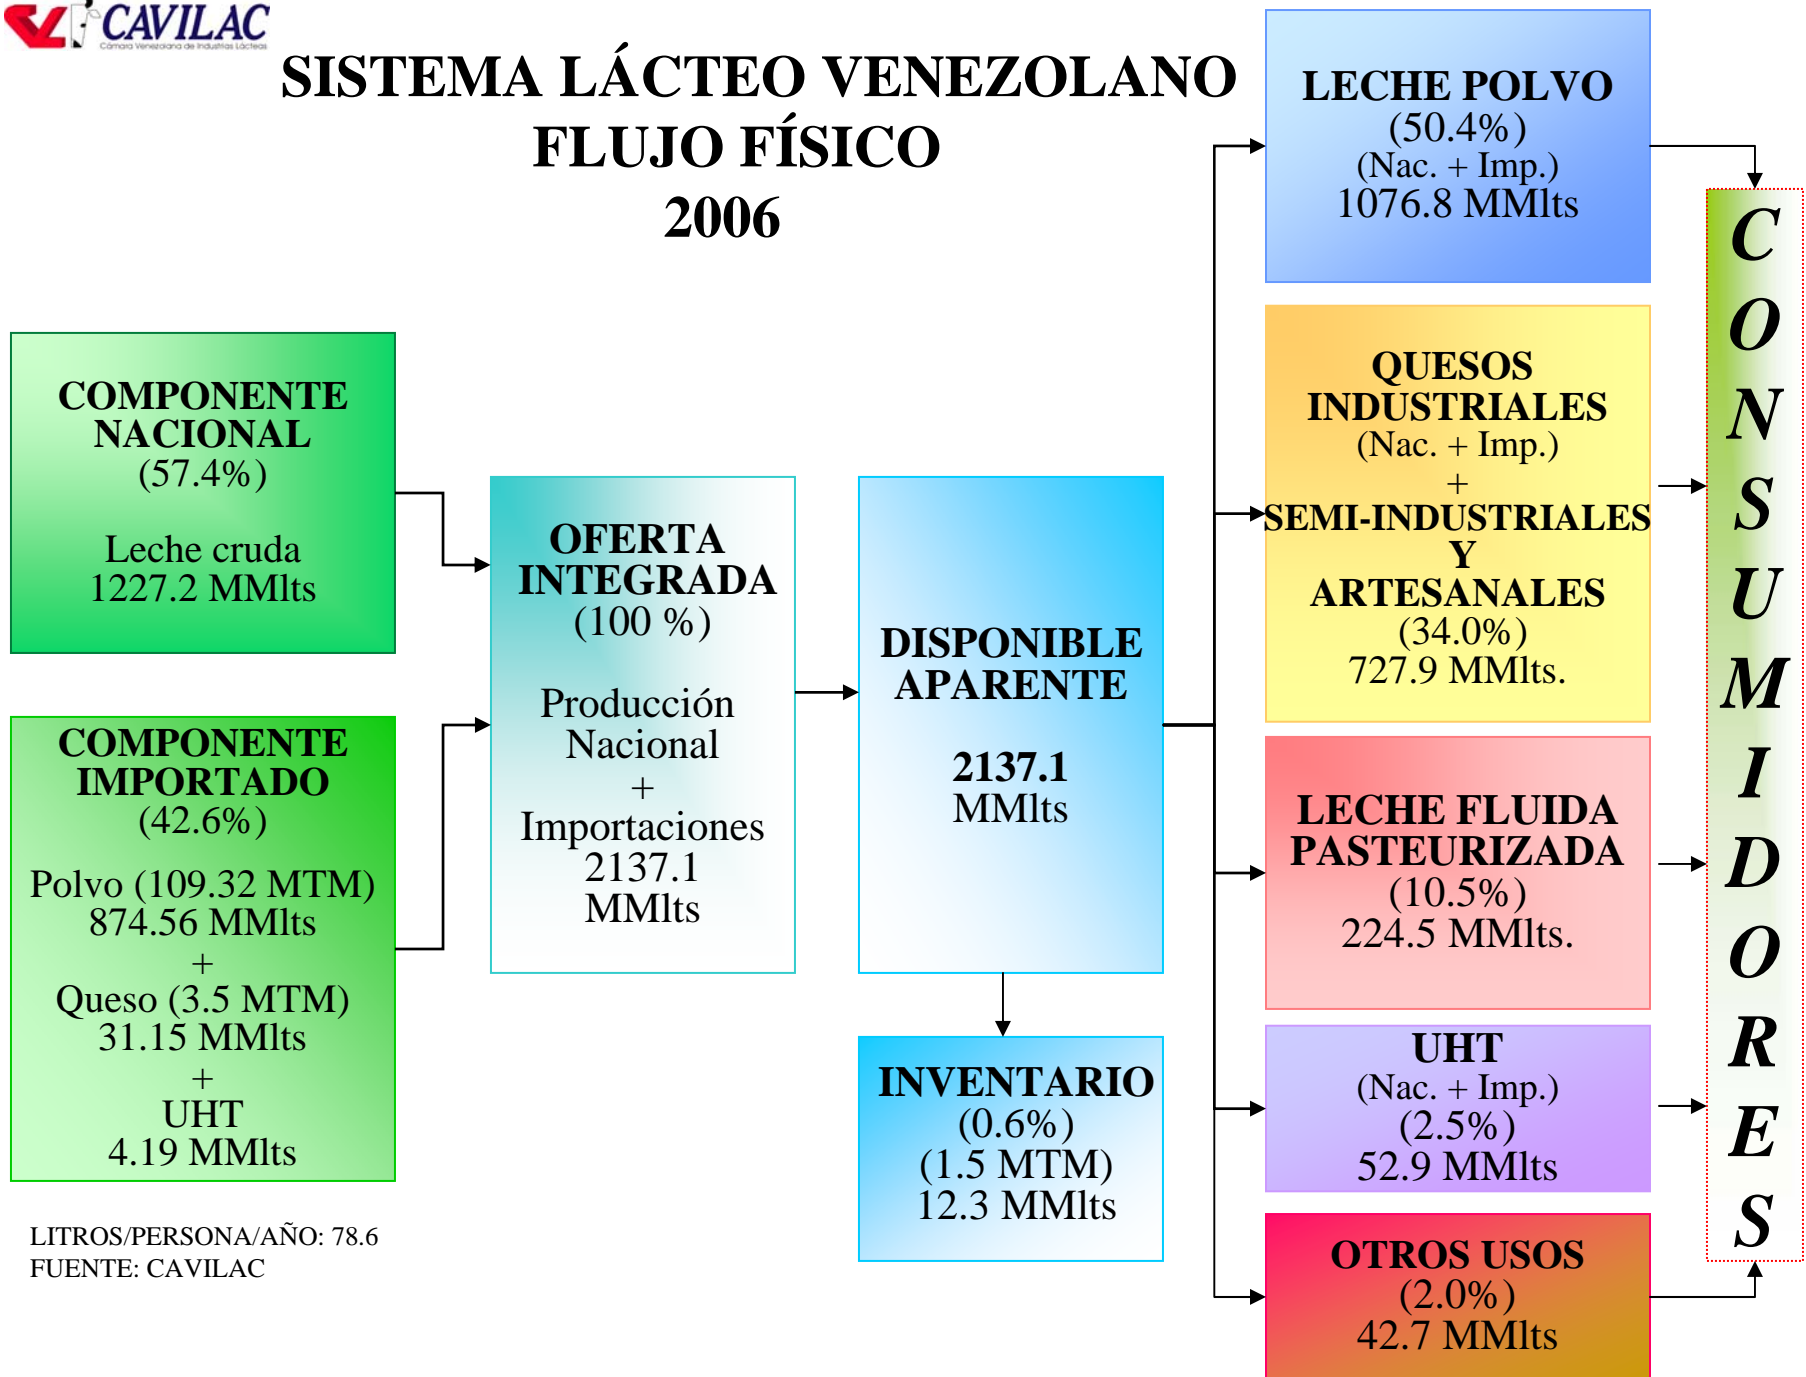 CAVILAC
Cámara Venezolana de Industrias Lácteas
SISTEMA LÁCTEO VENEZOLANO
FLUJO FÍSICO
2006
COMPONENTE
NACIONAL
(57.4%)
Leche cruda
1227.2 MMlts
COMPONENTE
IMPORTADO
(42.6%)
Polvo (109.32 MTM)
874.56 MMlts
+
Queso (3.5 MTM)
31.15 MMlts
+
UHT
4.19 MMlts
LITROS/PERSONA/AÑO: 78.6
FUENTE: CAVILAC
OFERTA
INTEGRADA
(100 %)
Producción
Nacional
+
Importaciones
2137.1
MMlts
DISPONIBLE
APARENTE
2137.1
MMlts
INVENTARIO
(0.6%)
(1.5 MTM)
12.3 MMlts
LECHE POLVO
(50.4%)
(Nac. + Imp.)
1076.8 MMlts
QUESOS
INDUSTRIALES
(Nac. + Imp.)
+
SEMI-INDUSTRIALES
Y
ARTESANALES
(34.0%)
727.9 MMlts.
LECHE FLUIDA
PASTEURIZADA
(10.5%)
224.5 MMlts.
UHT
(Nac. + Imp.)
(2.5%)
52.9 MMlts
OTROS USOS
(2.0%)
42.7 MMlts
CONSUMIDORES